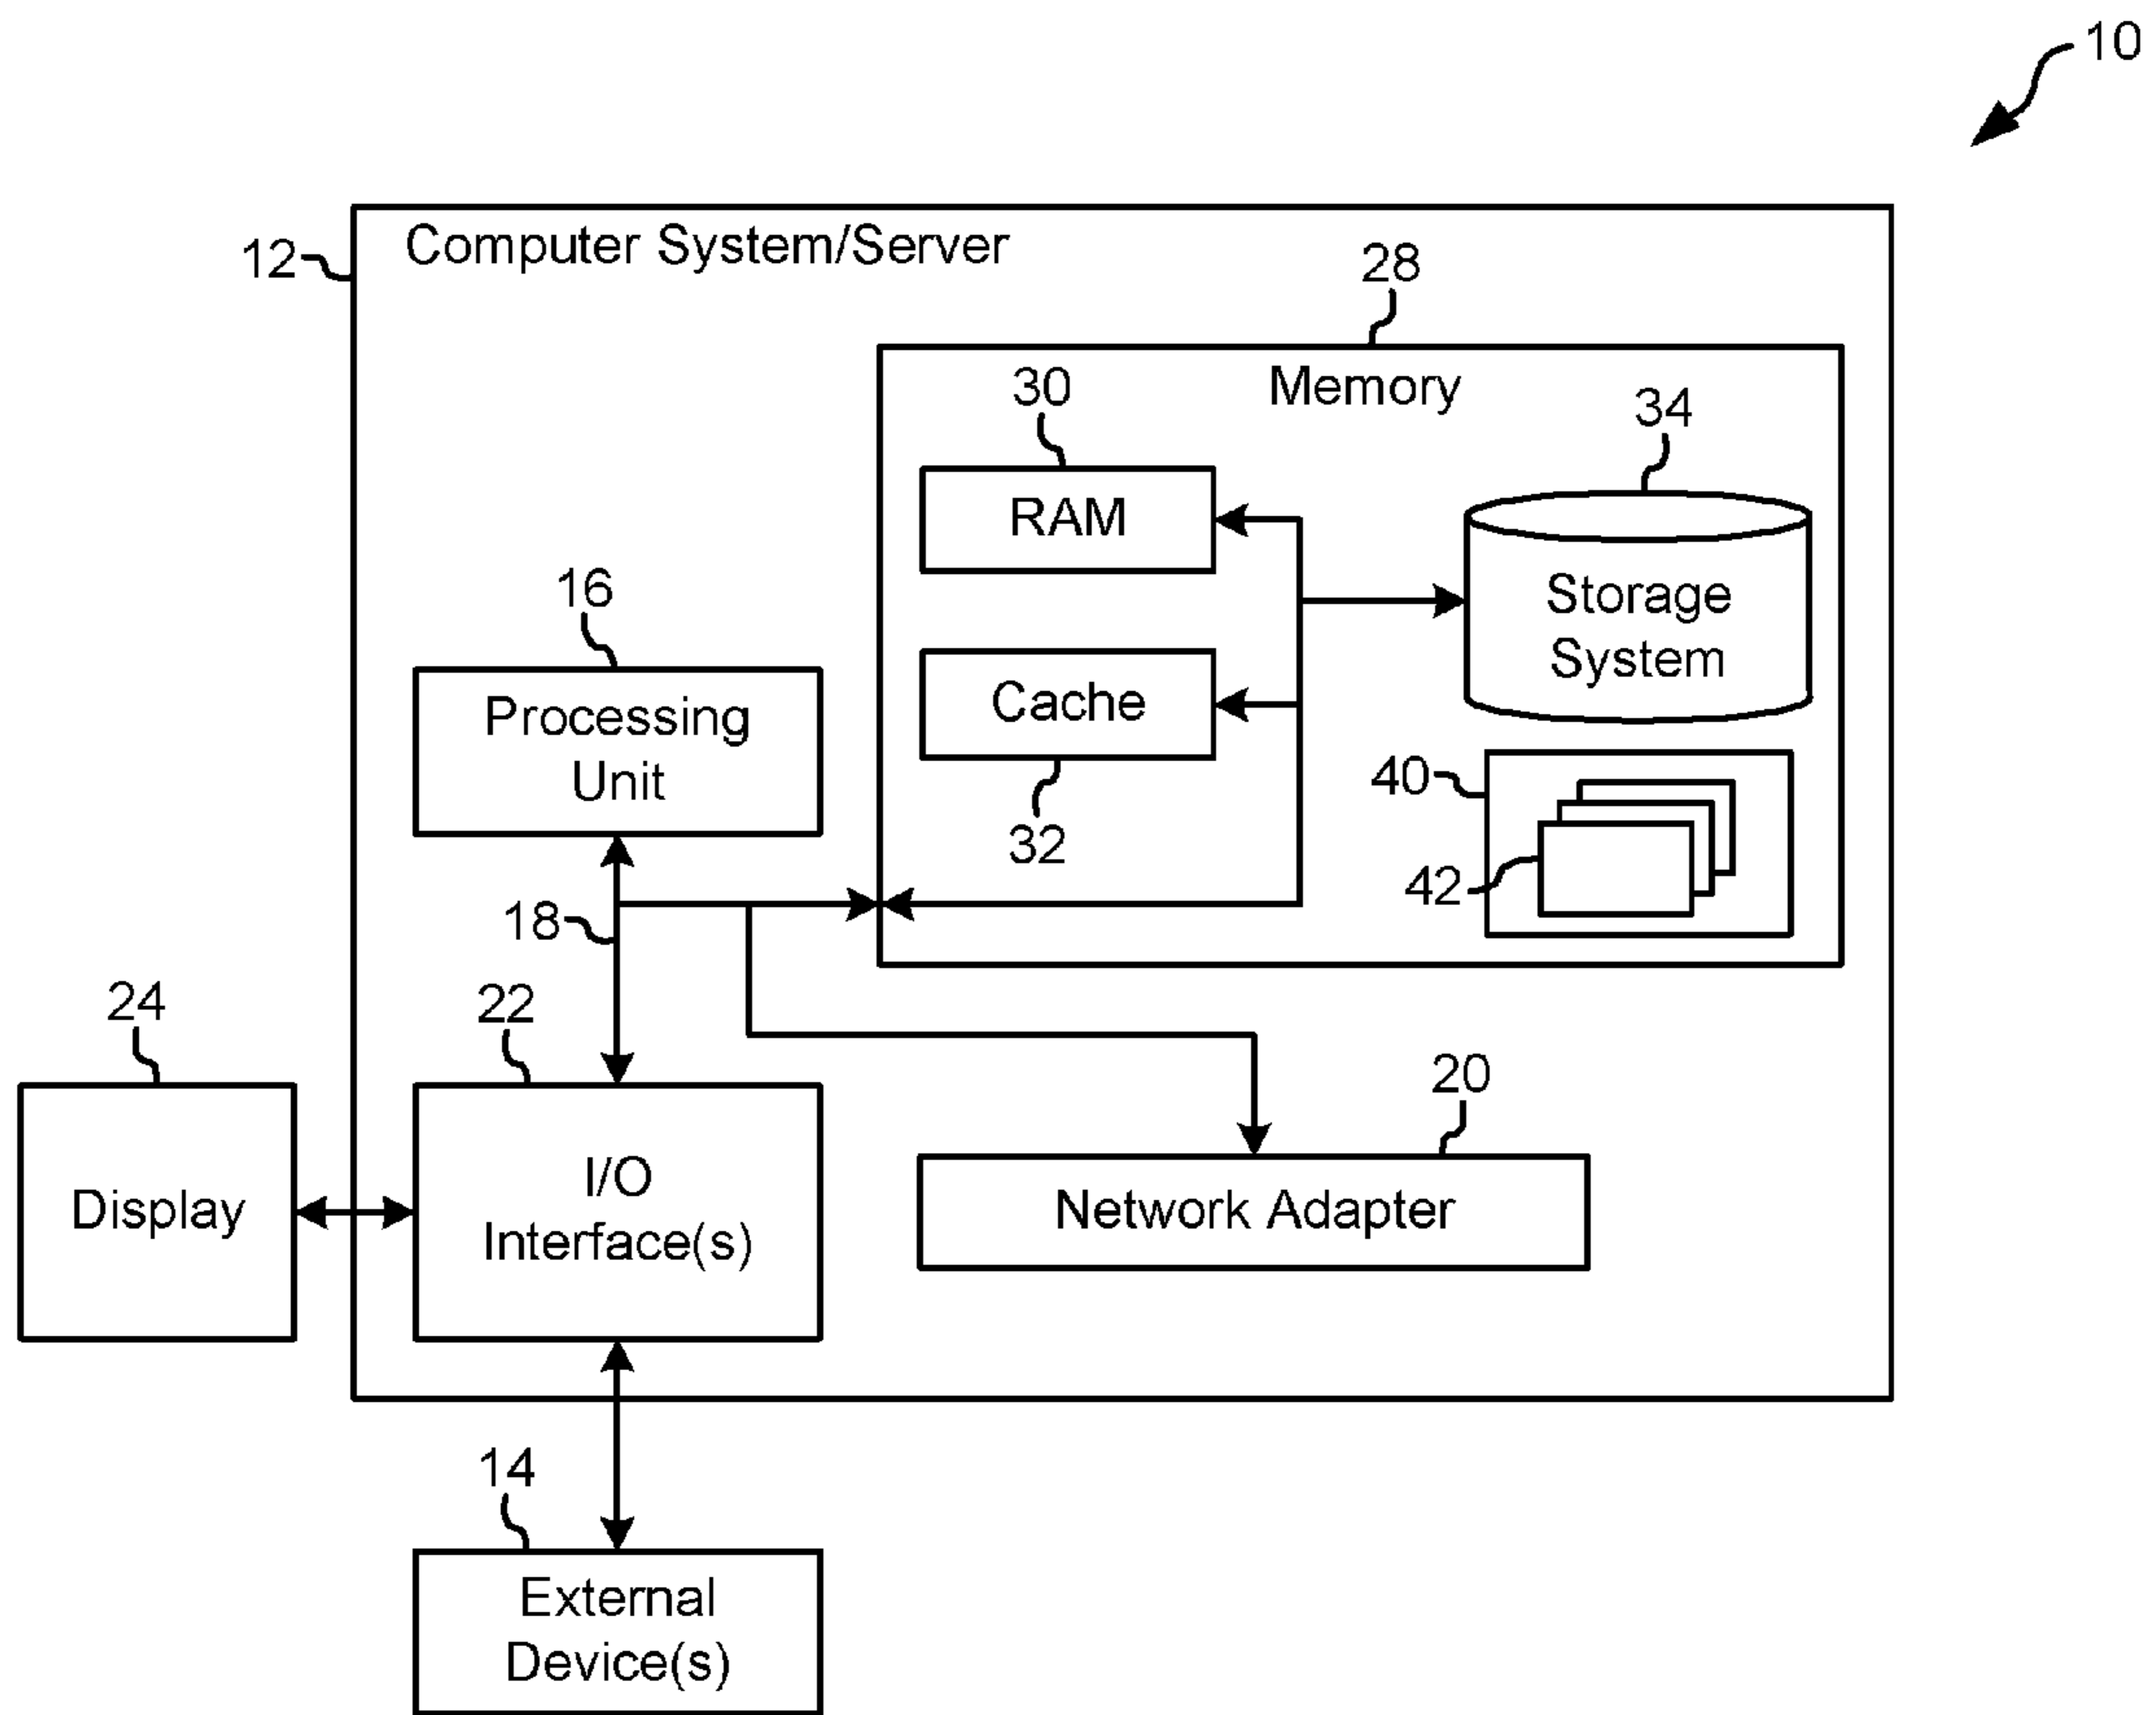 10
12
Computer System/Server
28
Memory
30
RAM
34
Storage
System
16
Processing
Unit
Cache
32
40
42
18
24
Display
22
I/O
Interface(s)
20
Network Adapter
14
External
Device(s)